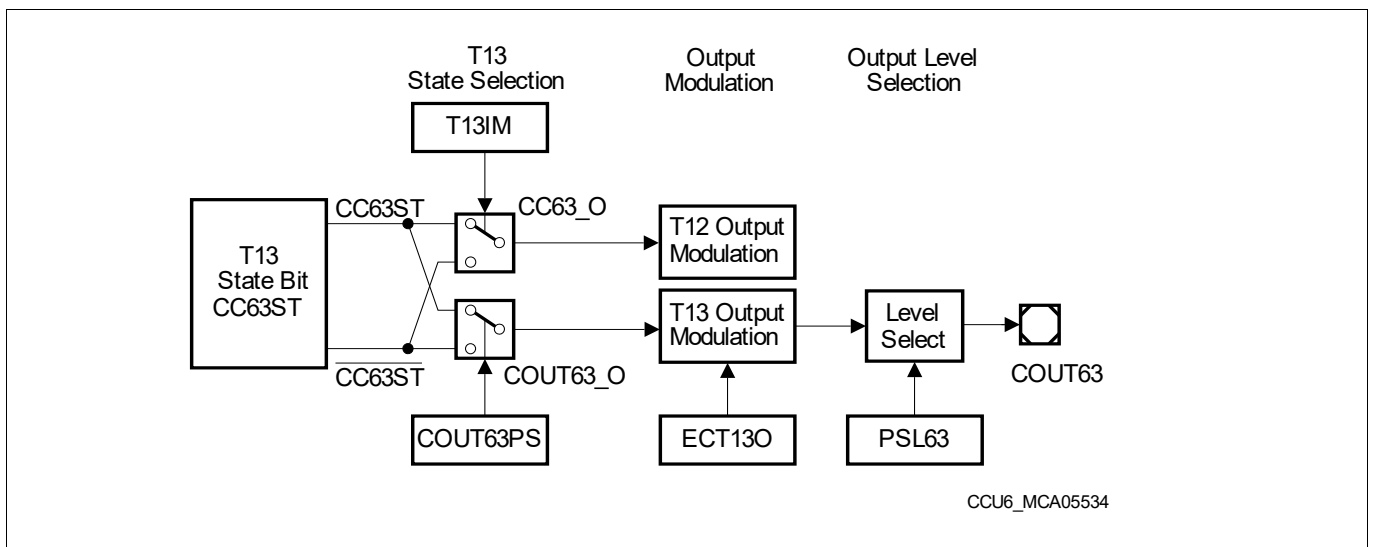 T13
State Selection
Output
Modulation
Output Level
Selection
T13IM
CC63ST
CC63_O
T13
State Bit
CC63ST
T12 Output
Modulation
T13 Output
Modulation
Level
Select
CC63ST
COUT63_O
COUT63
COUT63PS
ECT13O
PSL63
CCU6_MCA05534